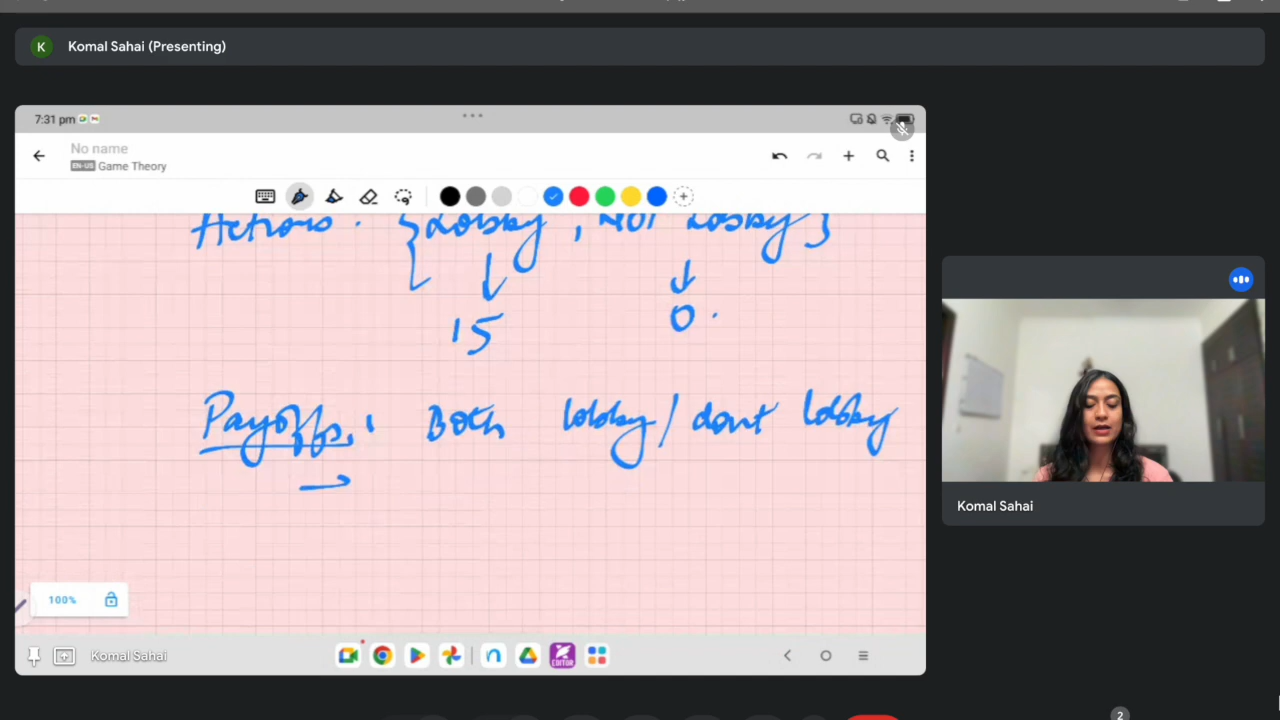 K Komal Sahai (Presenting)
7:31 pm
No name
EN-US Game Theory
Actions : {Lobby , Not Lobby}
15 0.
Payoffs : Both lobby / dont lobby
100%
Komal Sahai
EDITOR
Komal Sahai
2